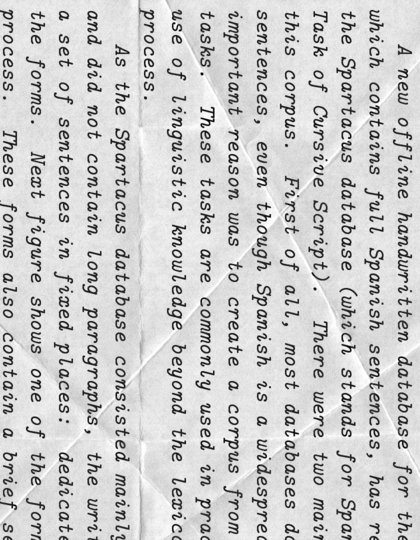 A new offline handwritten database for the
which contains full Spanish sentences, has re
the Spartacus database (which stands for Spar
Task of Cursive Script). There were two main
this corpus. First of all, most databases do
sentences, even though Spanish is a widespred
important reason was to create a corpus from
tasks. These tasks are commonly used in prac
use of linguistic knowledge beyond the lexico
process.
As the Spartacus database consisted mainly
and did not contain long paragraphs, the writ
a set of sentences in fixed places: dedicate
the forms. Next figure shows one of the form
process. These forms also contain a brief se